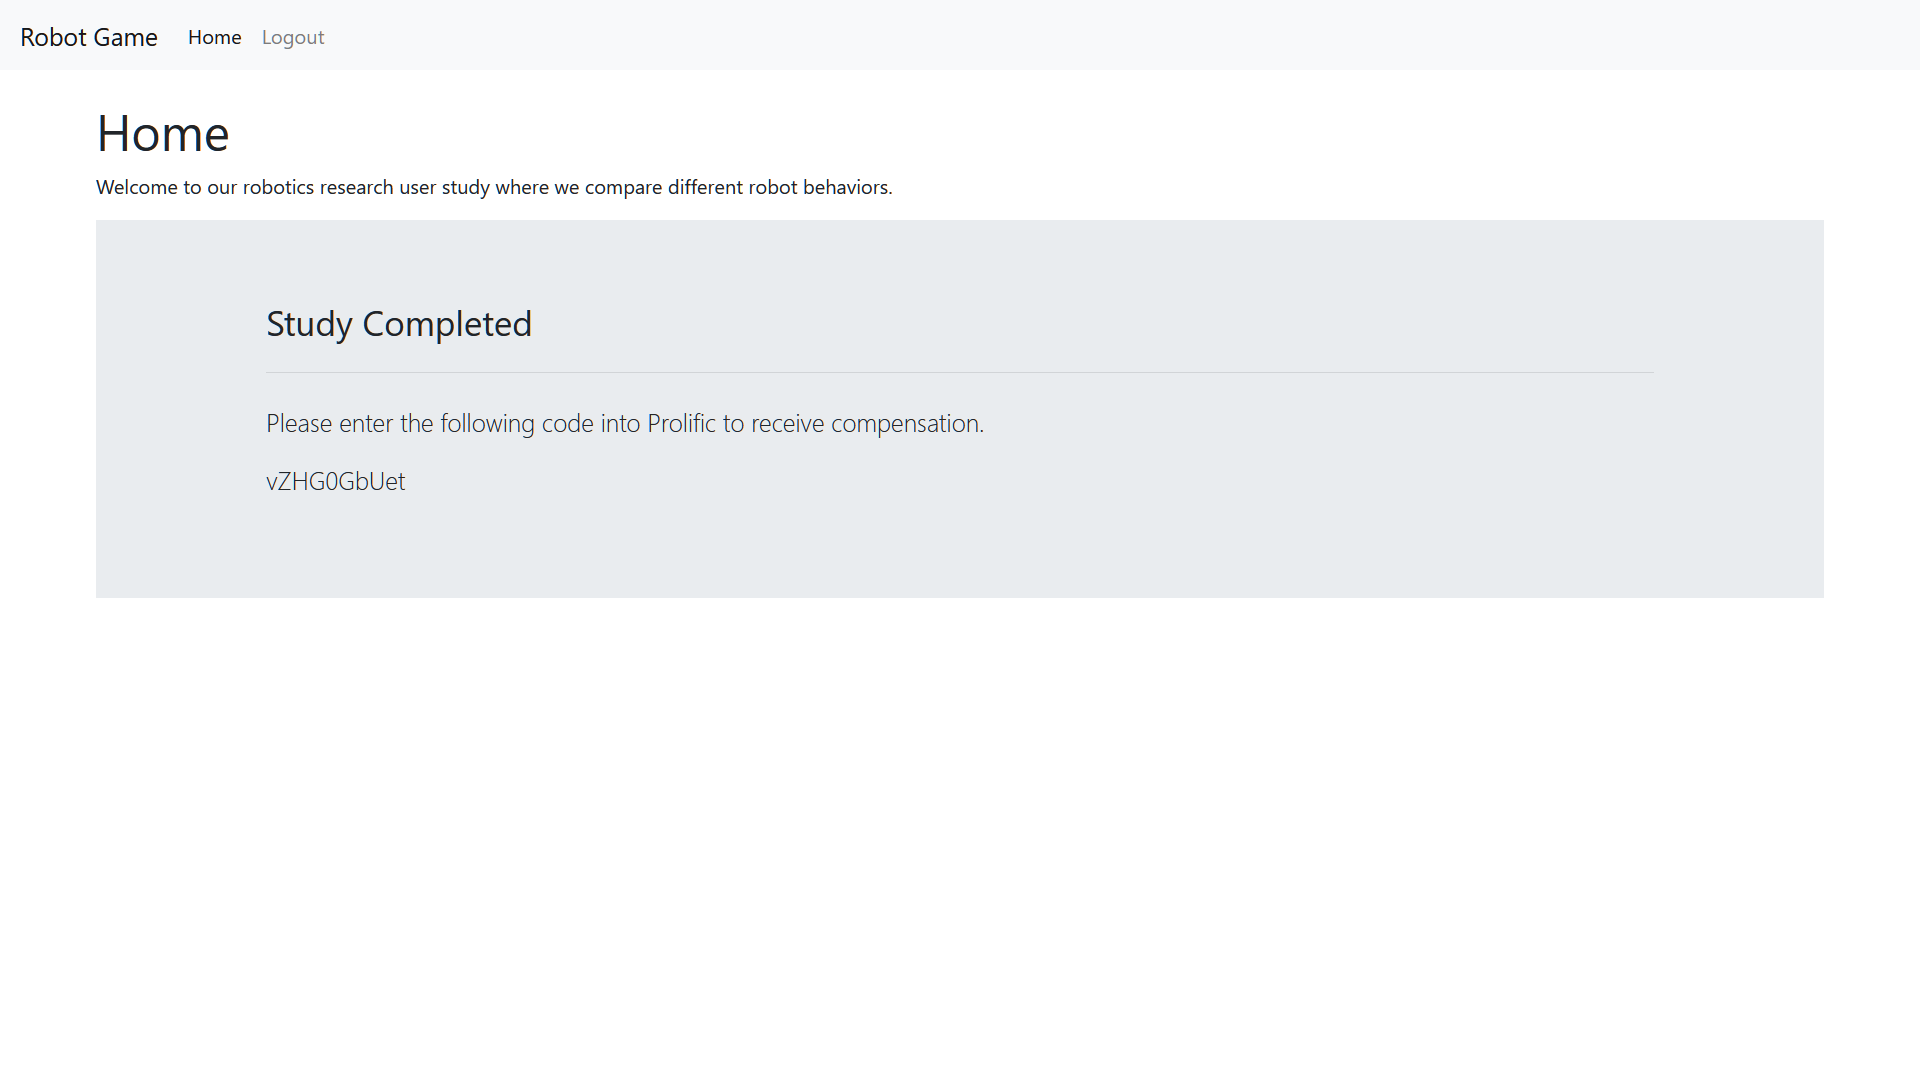 Robot Game Home Logout
Home
Welcome to our robotics research user study where we compare different robot behaviors.
Study Completed
Please enter the following code into Prolific to receive compensation.
vZHG0GbUet